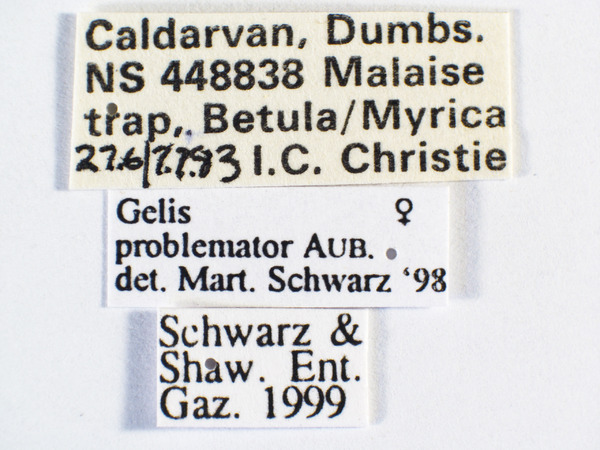 Caldarvan, Dumbs.
NS 448838 Malaise
trap,, Betula/Myrica
27.6/7.7.83 I.C. Christie
Gelis ♀
problemator AUB.
det. Mart. Schwarz '98
Schwarz &
Shaw. Ent.
Gaz. 1999